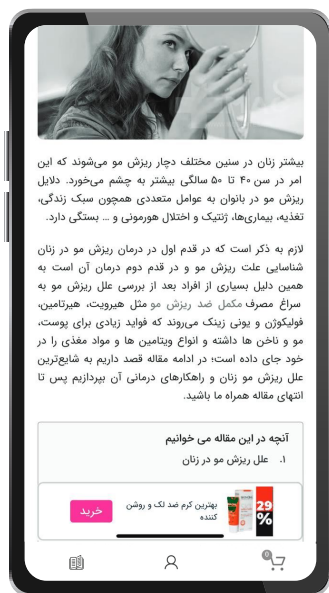 بیشتر زنان در سنین مختلف دچار ریزش مو می‌شوند که این
امر در سن ۴۰ تا ۵۰ سالگی بیشتر به چشم می‌خورد. دلایل
ریزش مو در بانوان به عوامل متعددی همچون سبک زندگی،
تغذیه، بیماری‌ها، ژنتیک و اختلال هورمونی و ... بستگی دارد.
لازم به ذکر است که در قدم اول در درمان ریزش مو در زنان
شناسایی علت ریزش مو و در قدم دوم درمان آن است به
همین دلیل بسیاری از افراد بعد از بررسی علل ریزش مو به
سراغ مصرف مکمل ضد ریزش مو مثل هیرویت، هیرتامین،
فولیکوژن و یونی زینک می‌روند که فواید زیادی برای پوست،
مو و ناخن ها داشته و انواع ویتامین ها و مواد مغذی را در
خود جای داده است؛ در ادامه مقاله قصد داریم به شایع‌ترین
علل ریزش مو زنان و راهکارهای درمانی آن بپردازیم پس تا
انتهای مقاله همراه ما باشید.
آنچه در این مقاله می خوانیم
۱. علل ریزش مو در زنان
بهترین کرم ضد لک و روشن
کننده
خرید
29
%
0